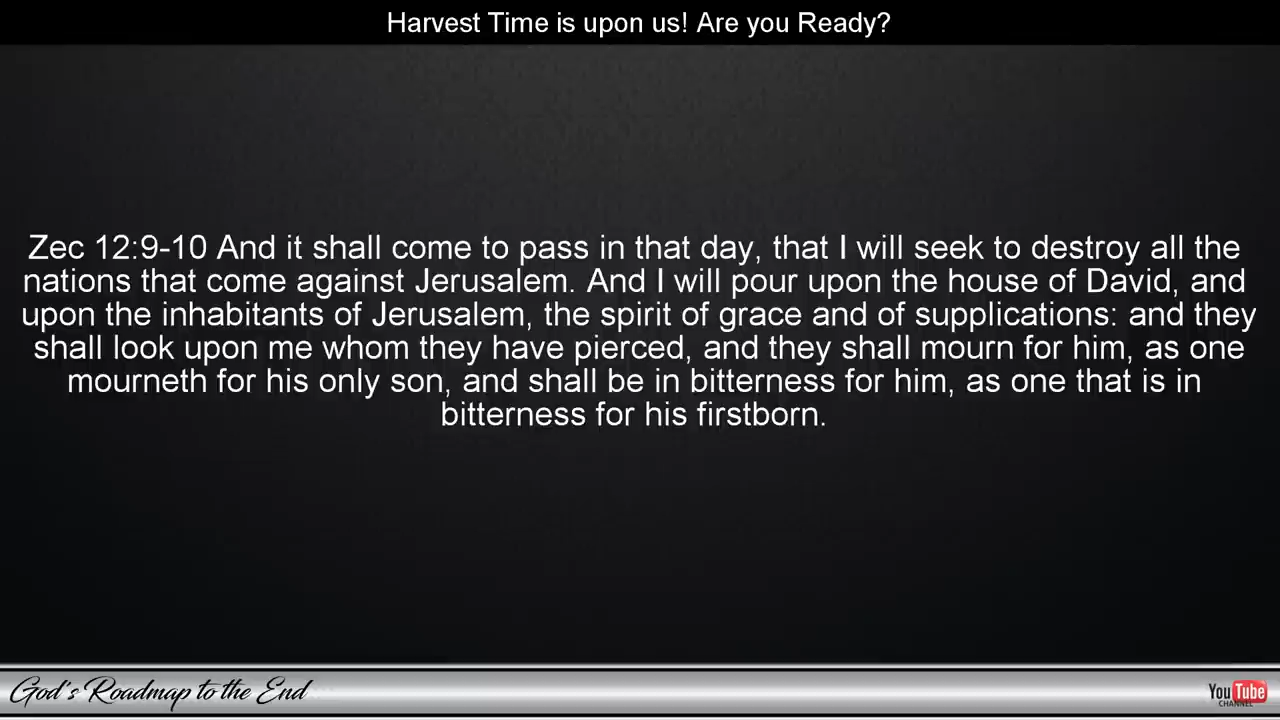 Harvest Time is upon us! Are you Ready?
Zec 12:9-10 And it shall come to pass in that day, that I will seek to destroy all the
nations that come against Jerusalem. And I will pour upon the house of David, and
upon the inhabitants of Jerusalem, the spirit of grace and of supplications: and they
shall look upon me whom they have pierced, and they shall mourn for him, as one
mourneth for his only son, and shall be in bitterness for him, as one that is in
bitterness for his firstborn.
God's Roadmap to the End
YouTube
CHANNEL